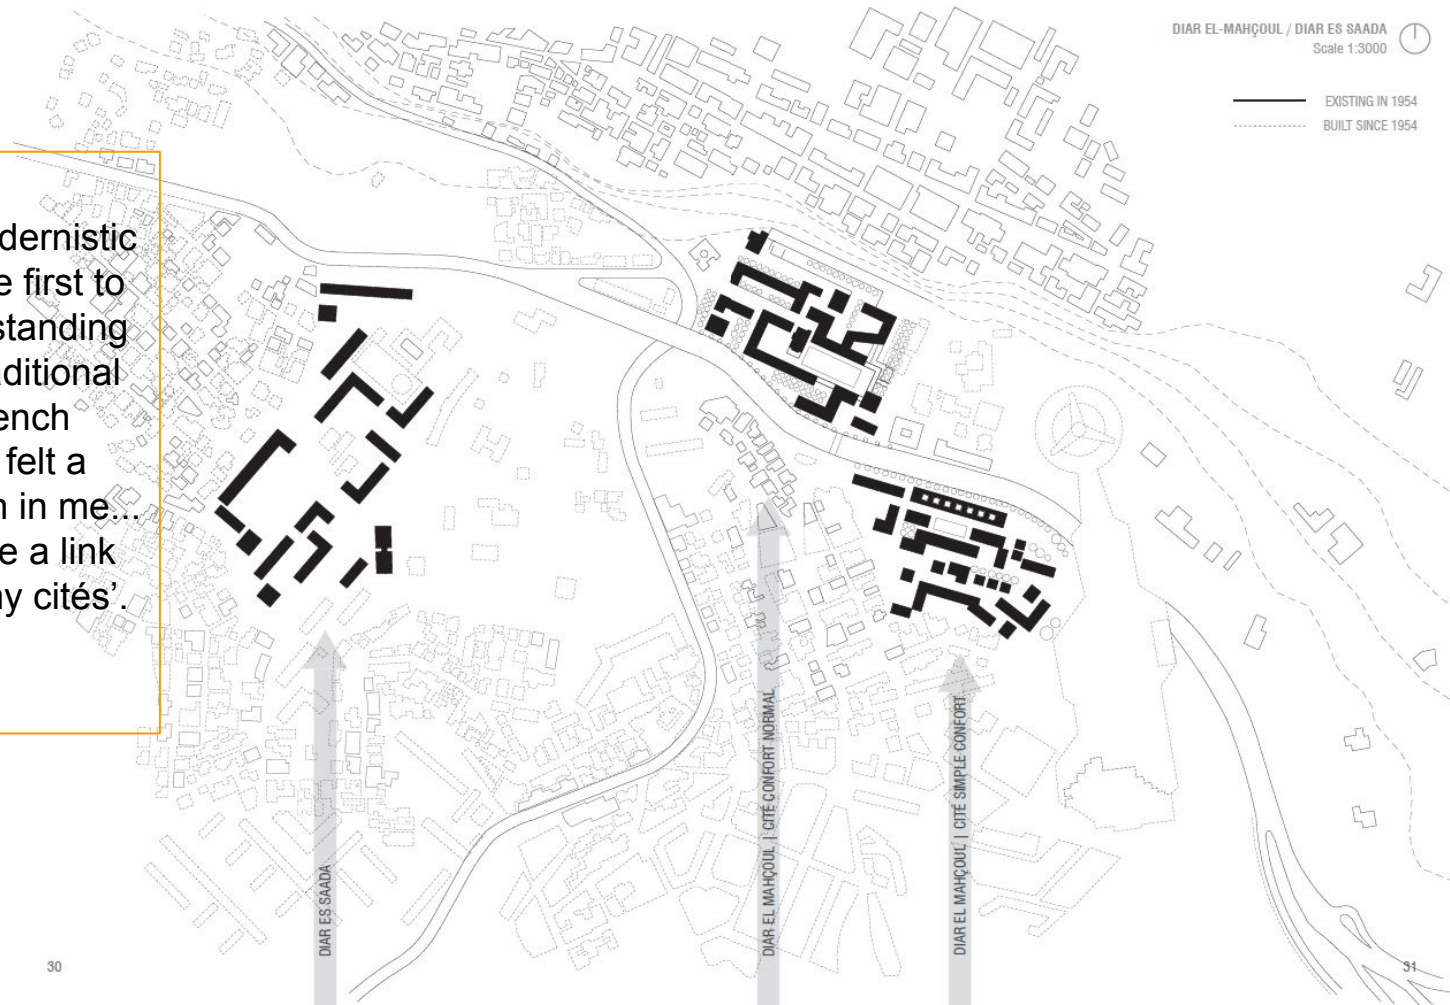 DIAR EL-MAHÇOUL / DIAR ES SAADA
Scale 1:3000
EXISTING IN 1954
BUILT SINCE 1954
dernistic
e first to
standing
aditional
ench
felt a
n in me...
e a link
ny cités’.
DIAR ES SAADA
DIAR EL MAHÇOUL | CITÉ CONFORT NORMAL
DIAR EL MAHÇOUL | CITÉ SIMPLE CONFORT
30
31